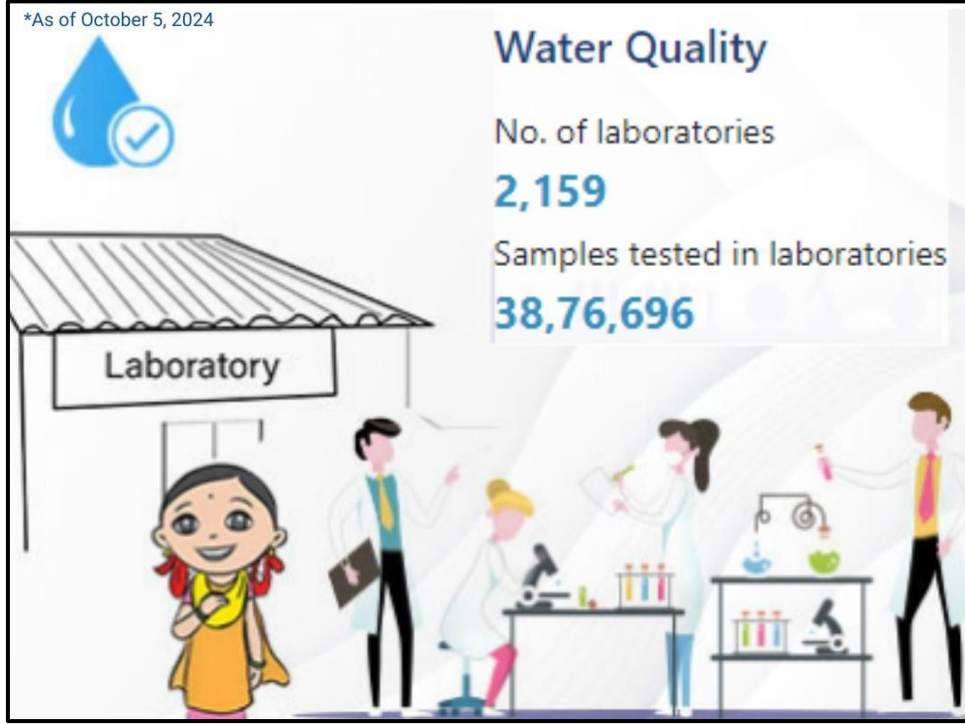 *As of October 5, 2024
Water Quality
No. of laboratories
2,159
Samples tested in laboratories
38,76,696
Laboratory